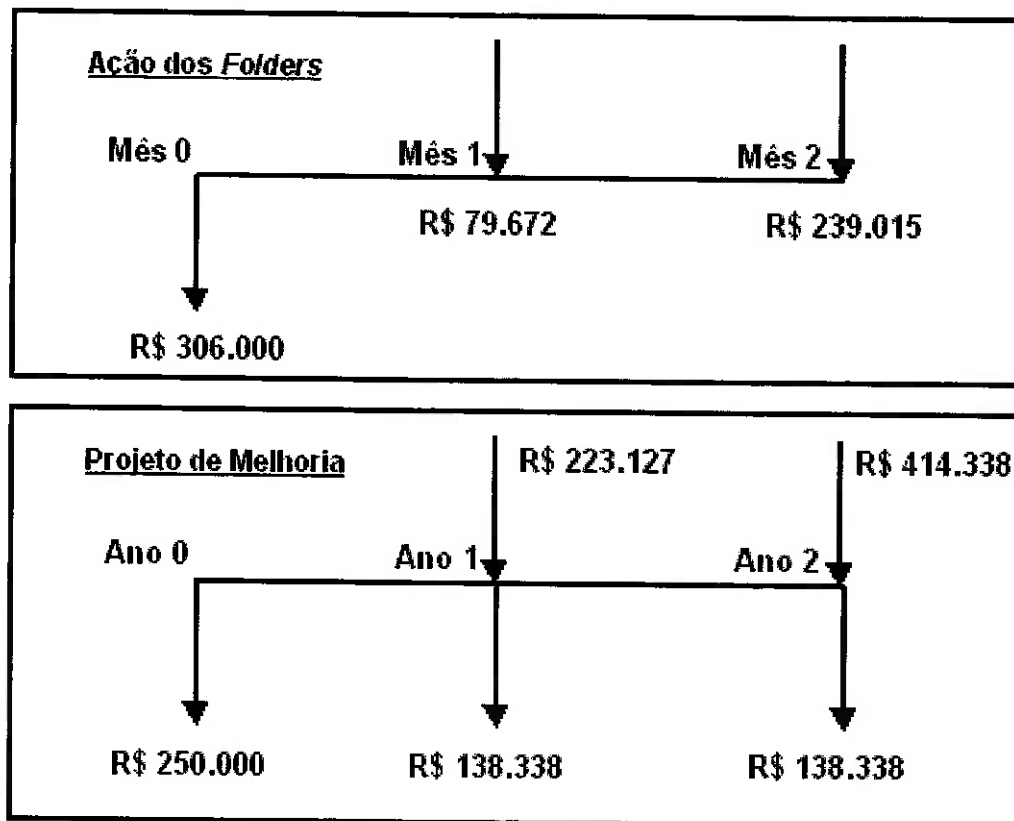 Ação dos Folders
Mês 0
Mês 1
Mês 2
R$ 79.672
R$ 239.015
R$ 306.000
Projeto de Melhoria
R$ 223.127
R$ 414.338
Ano 0
Ano 1
Ano 2
R$ 250.000
R$ 138.338
R$ 138.338